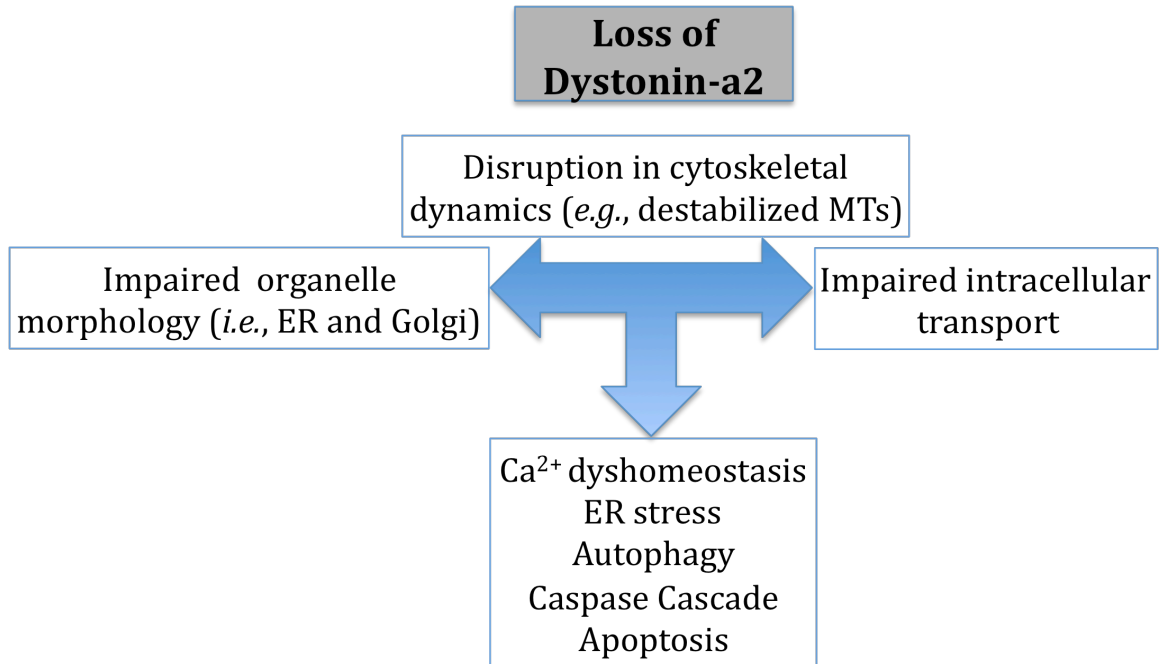 Loss of
Dystonin-a2
Disruption in cytoskeletal
dynamics (e.g., destabilized MTs)
Impaired organelle
morphology (i.e., ER and Golgi)
Impaired intracellular
transport
Ca²⁺ dyshomeostasis
ER stress
Autophagy
Caspase Cascade
Apoptosis